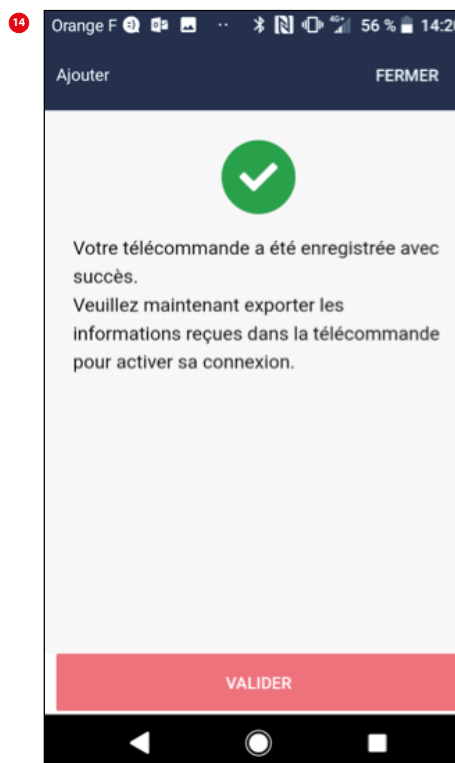 14
Orange F 56 % 14:20
Ajouter FERMER
Votre télécommande a été enregistrée avec
succès.
Veuillez maintenant exporter les
informations reçues dans la télécommande
pour activer sa connexion.
VALIDER